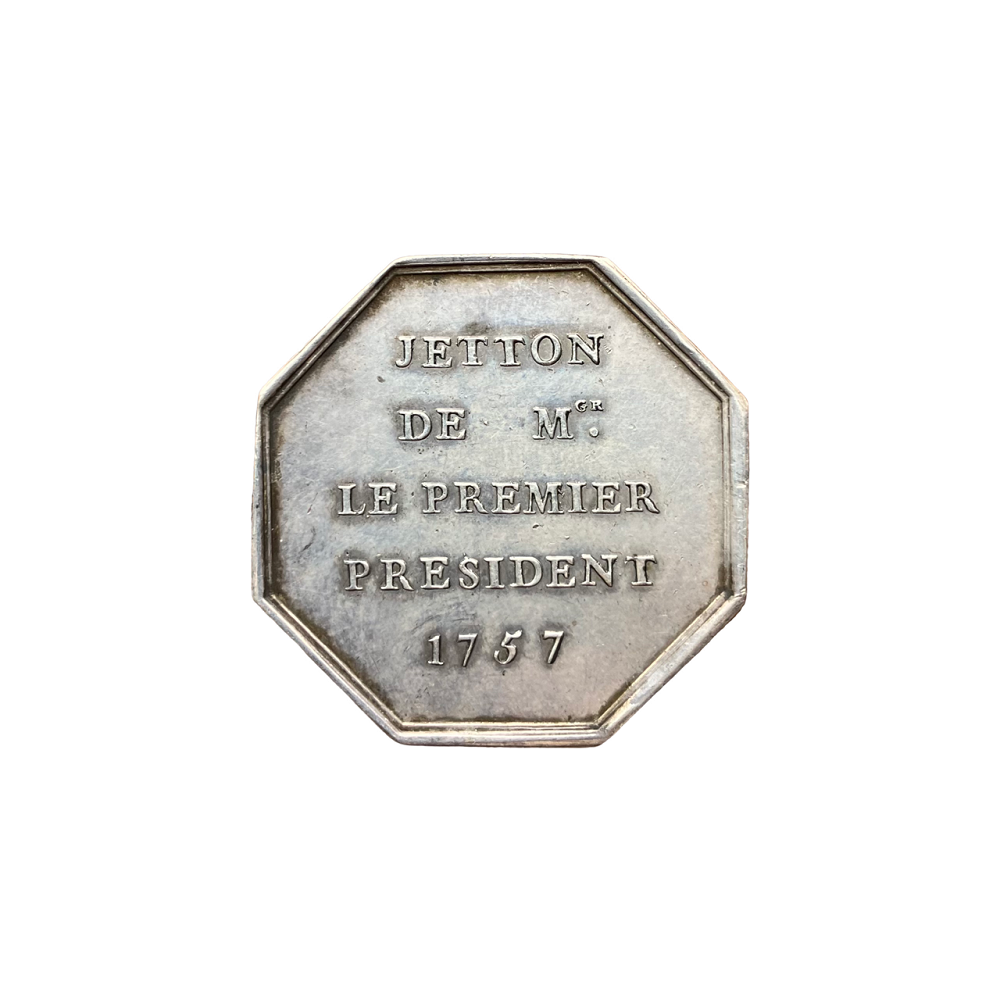 JETTON
DE MGR.
LE PREMIER
PRESIDENT
1757